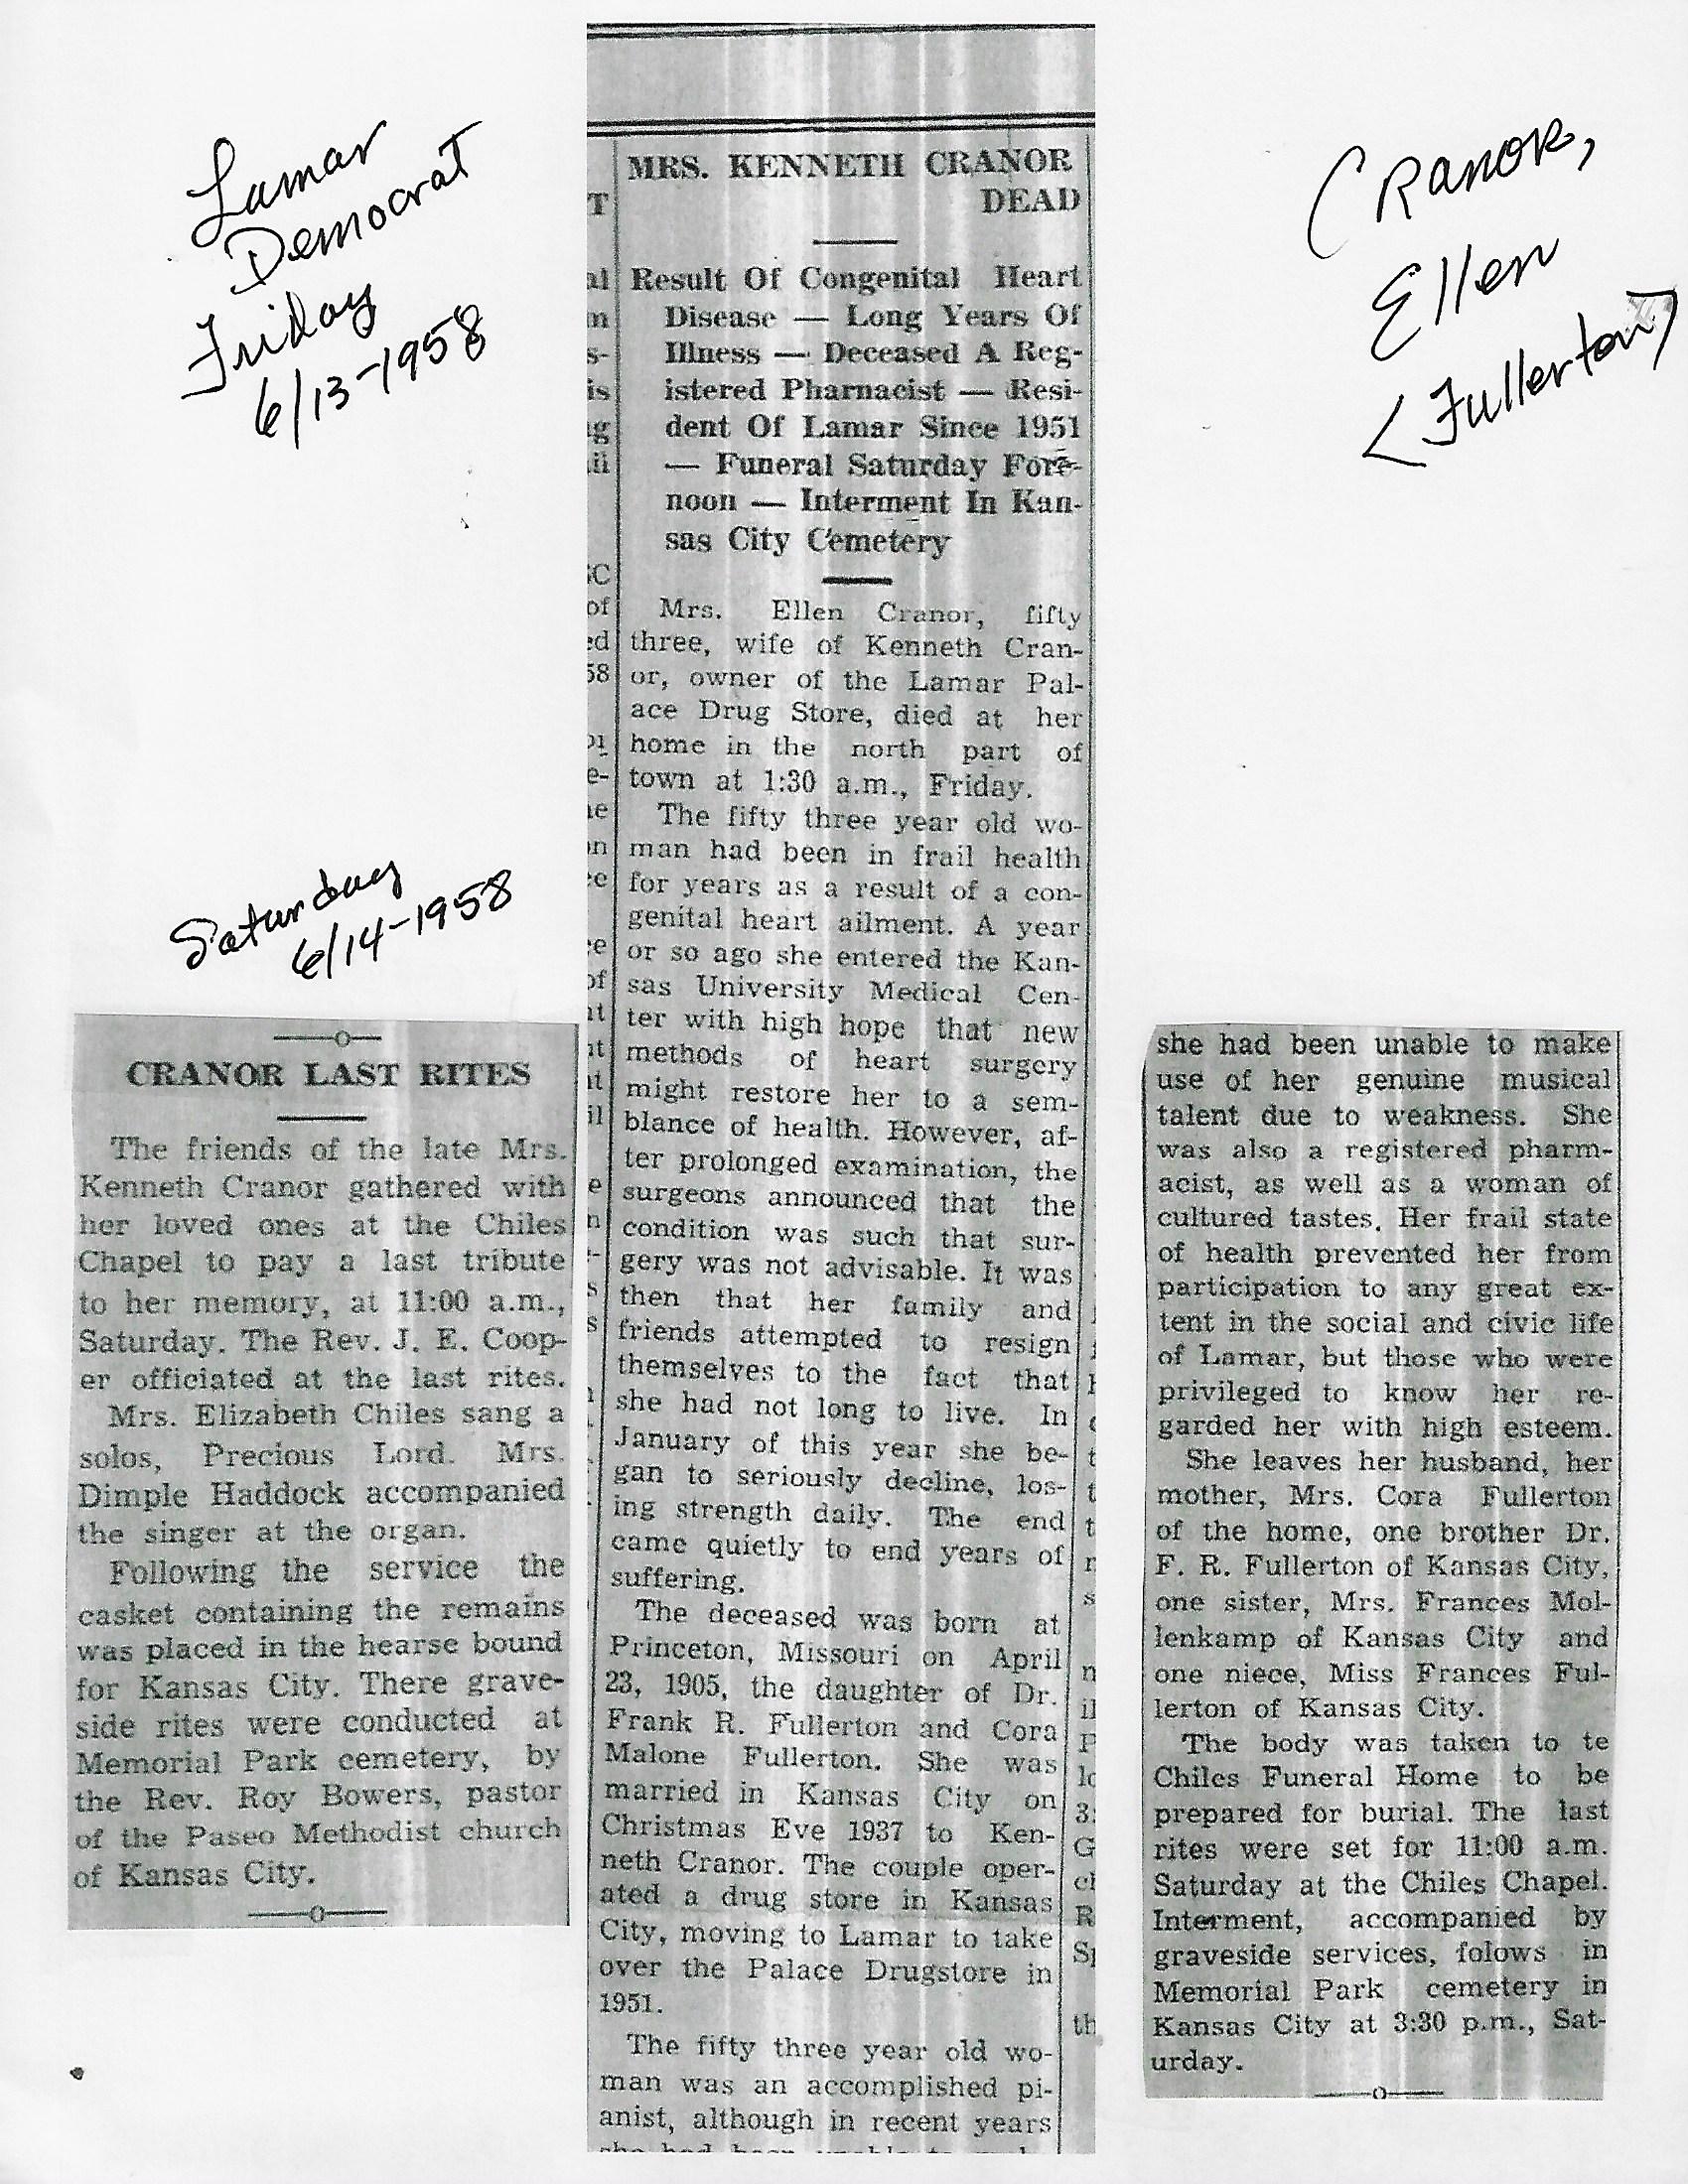 Lamar
Democrat
Friday
6/13-1958
CRanoR,
Ellen
<Fullerton>
MRS. KENNETH CRANOR
DEAD
Result Of Congenital Heart
Disease — Long Years Of
Illness — Deceased A Reg-
istered Pharmacist — Resi-
dent Of Lamar Since 1951
— Funeral Saturday Fore-
noon — Interment In Kan-
sas City Cemetery
Mrs. Ellen Cranor, fifty
three, wife of Kenneth Cran-
or, owner of the Lamar Pal-
ace Drug Store, died at her
home in the north part of
town at 1:30 a.m., Friday.
The fifty three year old wo-
man had been in frail health
for years as a result of a con-
genital heart ailment. A year
or so ago she entered the Kan-
sas University Medical Cen-
ter with high hope that new
methods of heart surgery
might restore her to a sem-
blance of health. However, af-
ter prolonged examination, the
surgeons announced that the
condition was such that sur-
gery was not advisable. It was
then that her family and
friends attempted to resign
themselves to the fact that
she had not long to live. In
January of this year she be-
gan to seriously decline, los-
ing strength daily. The end
came quietly to end years of
suffering.
The deceased was born at
Princeton, Missouri on April
23, 1905, the daughter of Dr.
Frank R. Fullerton and Cora
Malone Fullerton. She was
married in Kansas City on
Christmas Eve 1937 to Ken-
neth Cranor. The couple oper-
ated a drug store in Kansas
City, moving to Lamar to take
over the Palace Drugstore in
1951.
The fifty three year old wo-
man was an accomplished pi-
anist, although in recent years
she had been unable to make
use of her genuine musical
talent due to weakness. She
was also a registered pharm-
acist, as well as a woman of
cultured tastes. Her frail state
of health prevented her from
participation to any great ex-
tent in the social and civic life
of Lamar, but those who were
privileged to know her re-
garded her with high esteem.
She leaves her husband, her
mother, Mrs. Cora Fullerton
of the home, one brother Dr.
F. R. Fullerton of Kansas City,
one sister, Mrs. Frances Mol-
lenkamp of Kansas City and
one niece, Miss Frances Ful-
lerton of Kansas City.
The body was taken to te
Chiles Funeral Home to be
prepared for burial. The last
rites were set for 11:00 a.m.
Saturday at the Chiles Chapel.
Interment, accompanied by
graveside services, folows in
Memorial Park cemetery in
Kansas City at 3:30 p.m., Sat-
urday.
Saturday
6/14-1958
CRANOR LAST RITES
The friends of the late Mrs.
Kenneth Cranor gathered with
her loved ones at the Chiles
Chapel to pay a last tribute
to her memory, at 11:00 a.m.,
Saturday. The Rev. J. E. Coop-
er officiated at the last rites.
Mrs. Elizabeth Chiles sang a
solos, Precious Lord. Mrs.
Dimple Haddock accompanied
the singer at the organ.
Following the service the
casket containing the remains
was placed in the hearse bound
for Kansas City. There grave-
side rites were conducted at
Memorial Park cemetery, by
the Rev. Roy Bowers, pastor
of the Paseo Methodist church
of Kansas City.